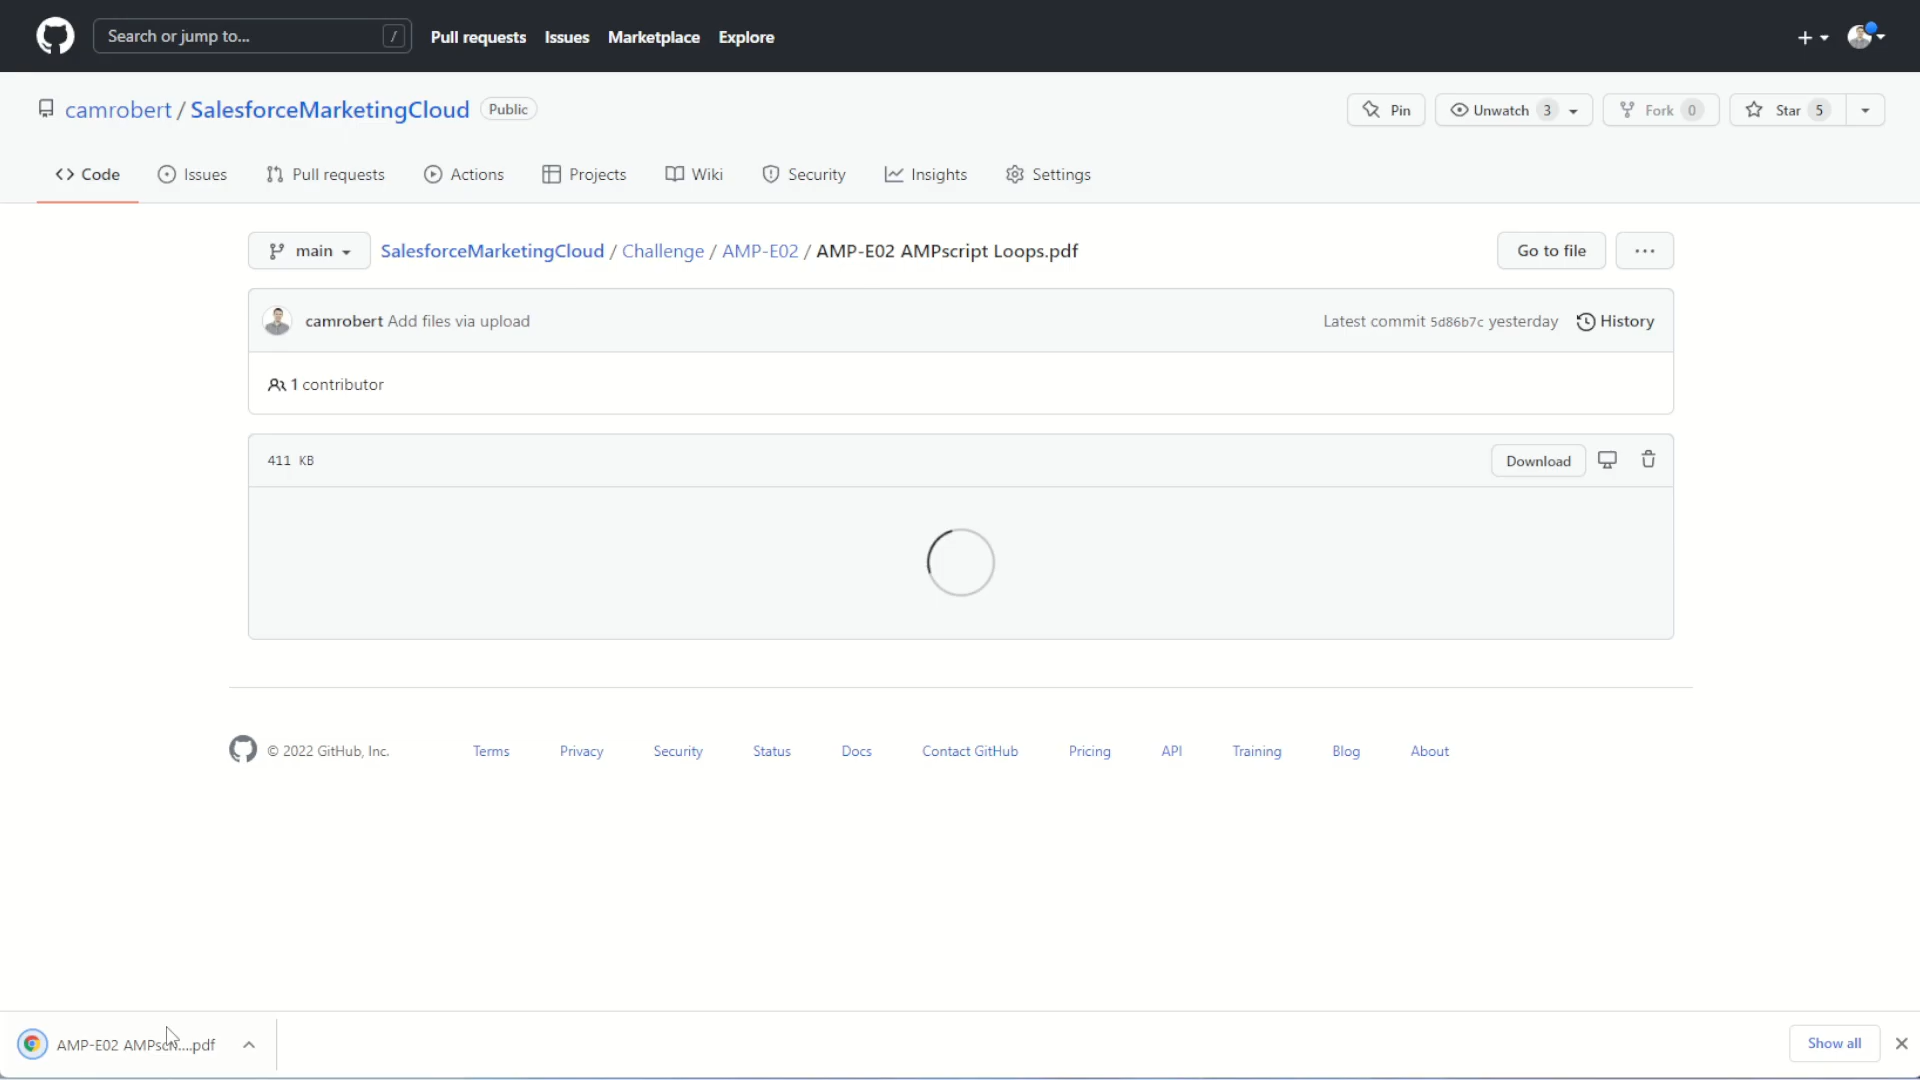 Search or jump to... /
Pull requests Issues Marketplace Explore
camrobert / SalesforceMarketingCloud Public
Pin Unwatch 3 Fork 0 Star 5
Code Issues Pull requests Actions Projects Wiki Security Insights Settings
main SalesforceMarketingCloud / Challenge / AMP-E02 / AMP-E02 AMPscript Loops.pdf Go to file ...
camrobert Add files via upload Latest commit 5d86b7c yesterday History
1 contributor
411 KB Download
© 2022 GitHub, Inc. Terms Privacy Security Status Docs Contact GitHub Pricing API Training Blog About
AMP-E02 AMPscri....pdf Show all